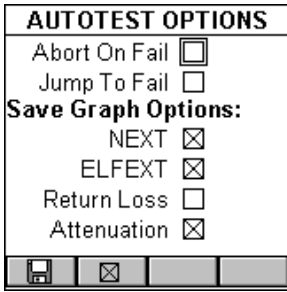 AUTOTEST OPTIONS
Abort On Fail
Jump To Fail
Save Graph Options:
NEXT
ELFEXT
Return Loss
Attenuation